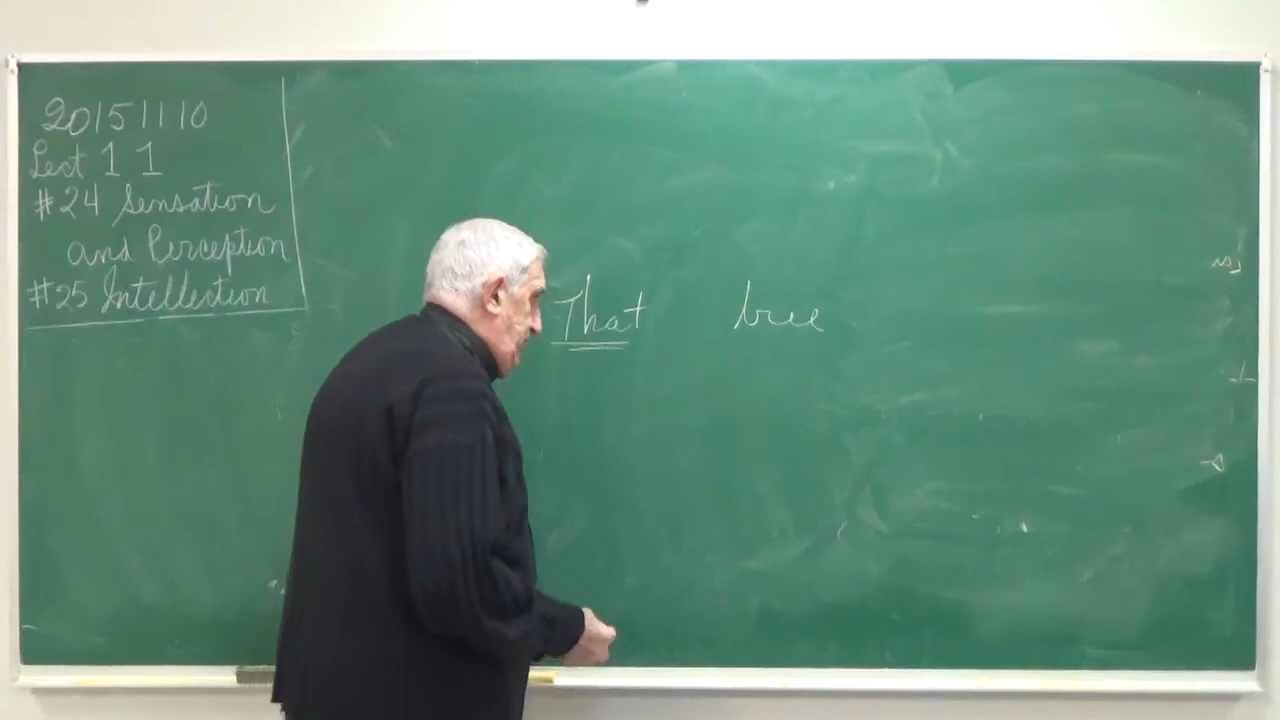 20151110
Lect 11
#24 Sensation
and Perception
#25 Intellection
That tree